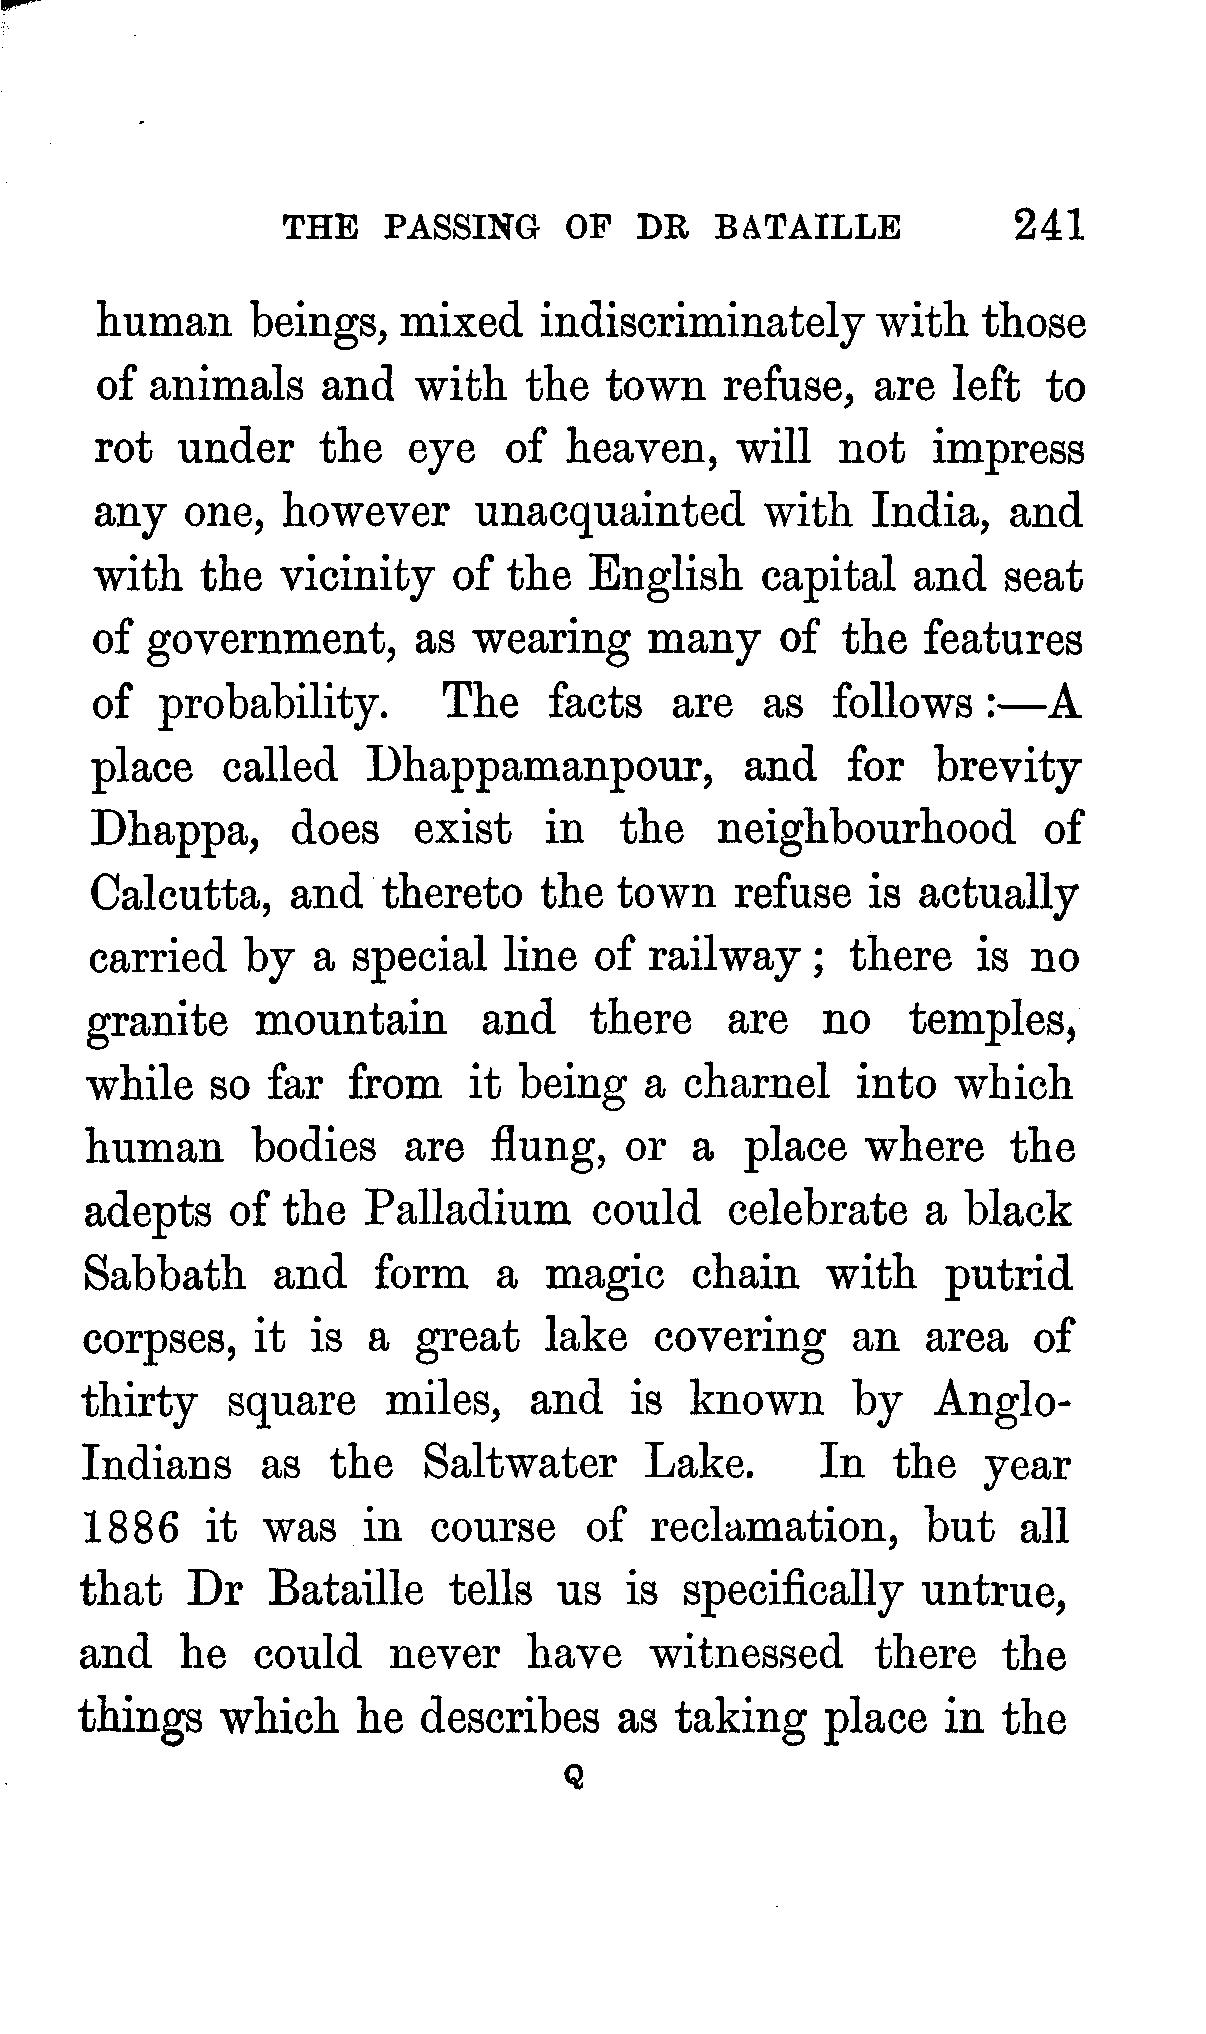 THE PASSING OF DR BATAILLE 241
human beings, mixed indiscriminately with those
of animals and with the town refuse, are left to
rot under the eye of heaven, will not impress
any one, however unacquainted with India, and
with the vicinity of the English capital and seat
of government, as wearing many of the features
of probability. The facts are as follows :—A
place called Dhappamanpour, and for brevity
Dhappa, does exist in the neighbourhood of
Calcutta, and thereto the town refuse is actually
carried by a special line of railway ; there is no
granite mountain and there are no temples,
while so far from it being a charnel into which
human bodies are flung, or a place where the
adepts of the Palladium could celebrate a black
Sabbath and form a magic chain with putrid
corpses, it is a great lake covering an area of
thirty square miles, and is known by Anglo-
Indians as the Saltwater Lake. In the year
1886 it was in course of reclamation, but all
that Dr Bataille tells us is specifically untrue,
and he could never have witnessed there the
things which he describes as taking place in the
Q